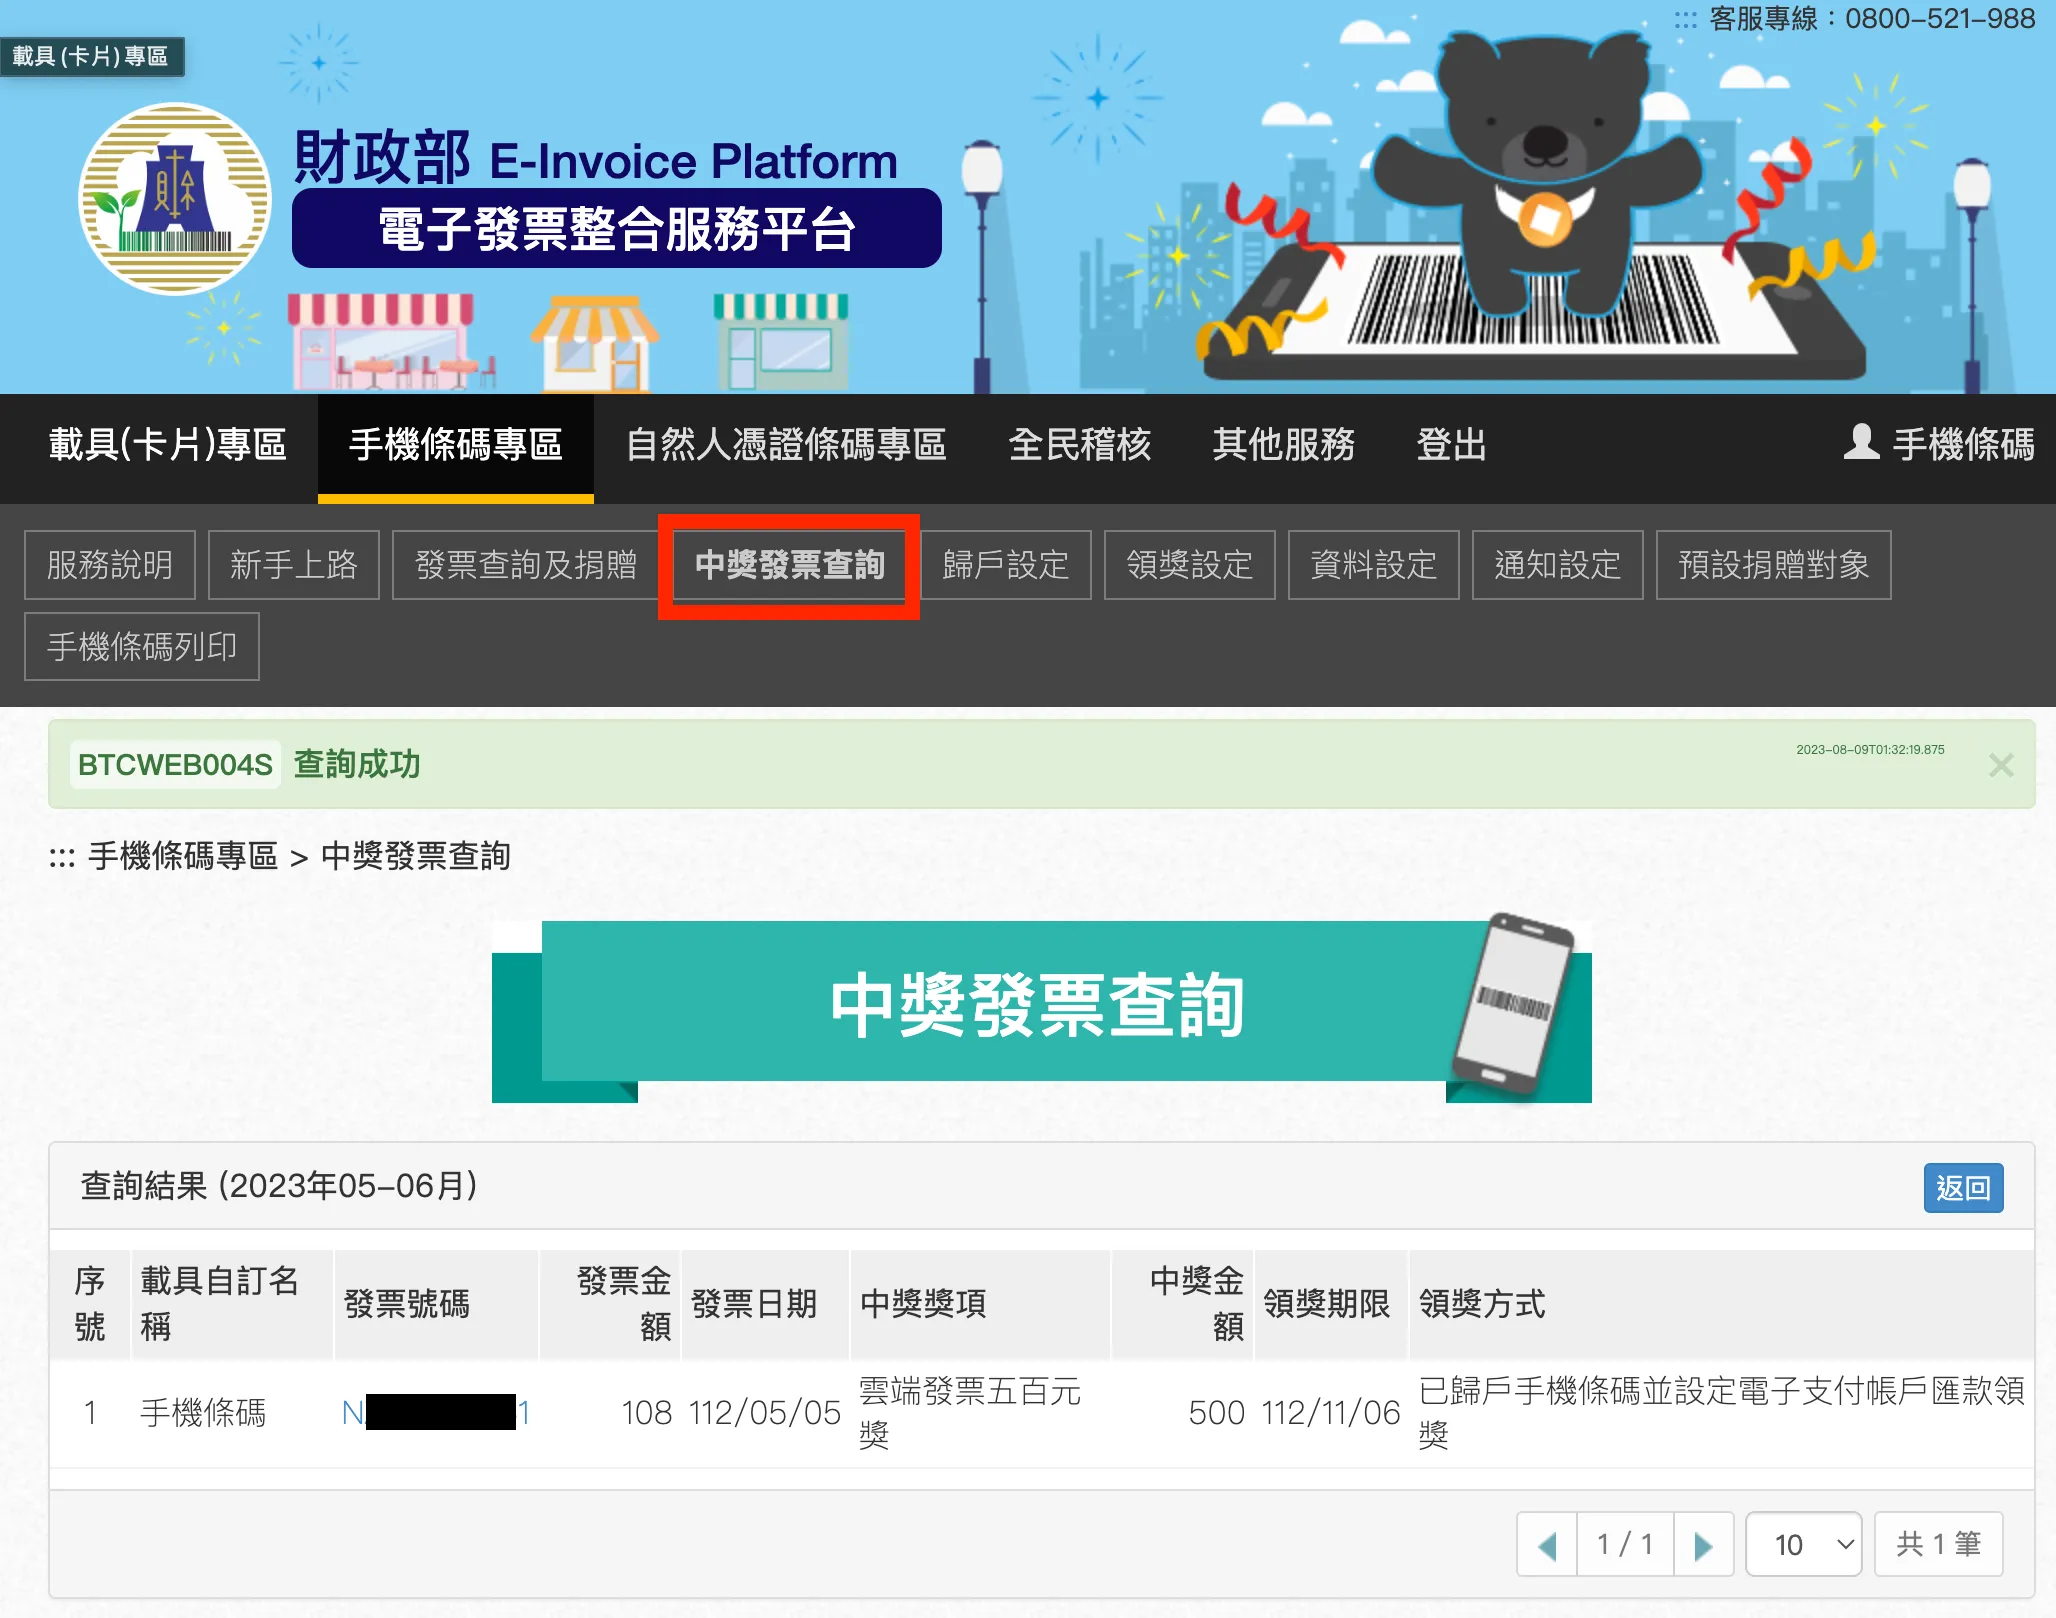 ::: 客服專線：0800-521-988
載具(卡片)專區
財政部 E-Invoice Platform
電子發票整合服務平台
載具(卡片)專區 手機條碼專區 自然人憑證條碼專區 全民稽核 其他服務 登出 手機條碼
服務說明 新手上路 發票查詢及捐贈 中獎發票查詢 歸戶設定 領獎設定 資料設定 通知設定 預設捐贈對象
手機條碼列印
BTCWEB004S 查詢成功 2023-08-09T01:32:19.875 ×
::: 手機條碼專區 > 中獎發票查詢
中獎發票查詢
查詢結果 (2023年05-06月) 返回
序號 載具自訂名稱 發票號碼 發票金額 發票日期 中獎獎項 中獎金額 領獎期限 領獎方式
1 手機條碼 N 1 108 112/05/05 雲端發票五百元獎 500 112/11/06 已歸戶手機條碼並設定電子支付帳戶匯款領獎
1 / 1 10 共 1 筆